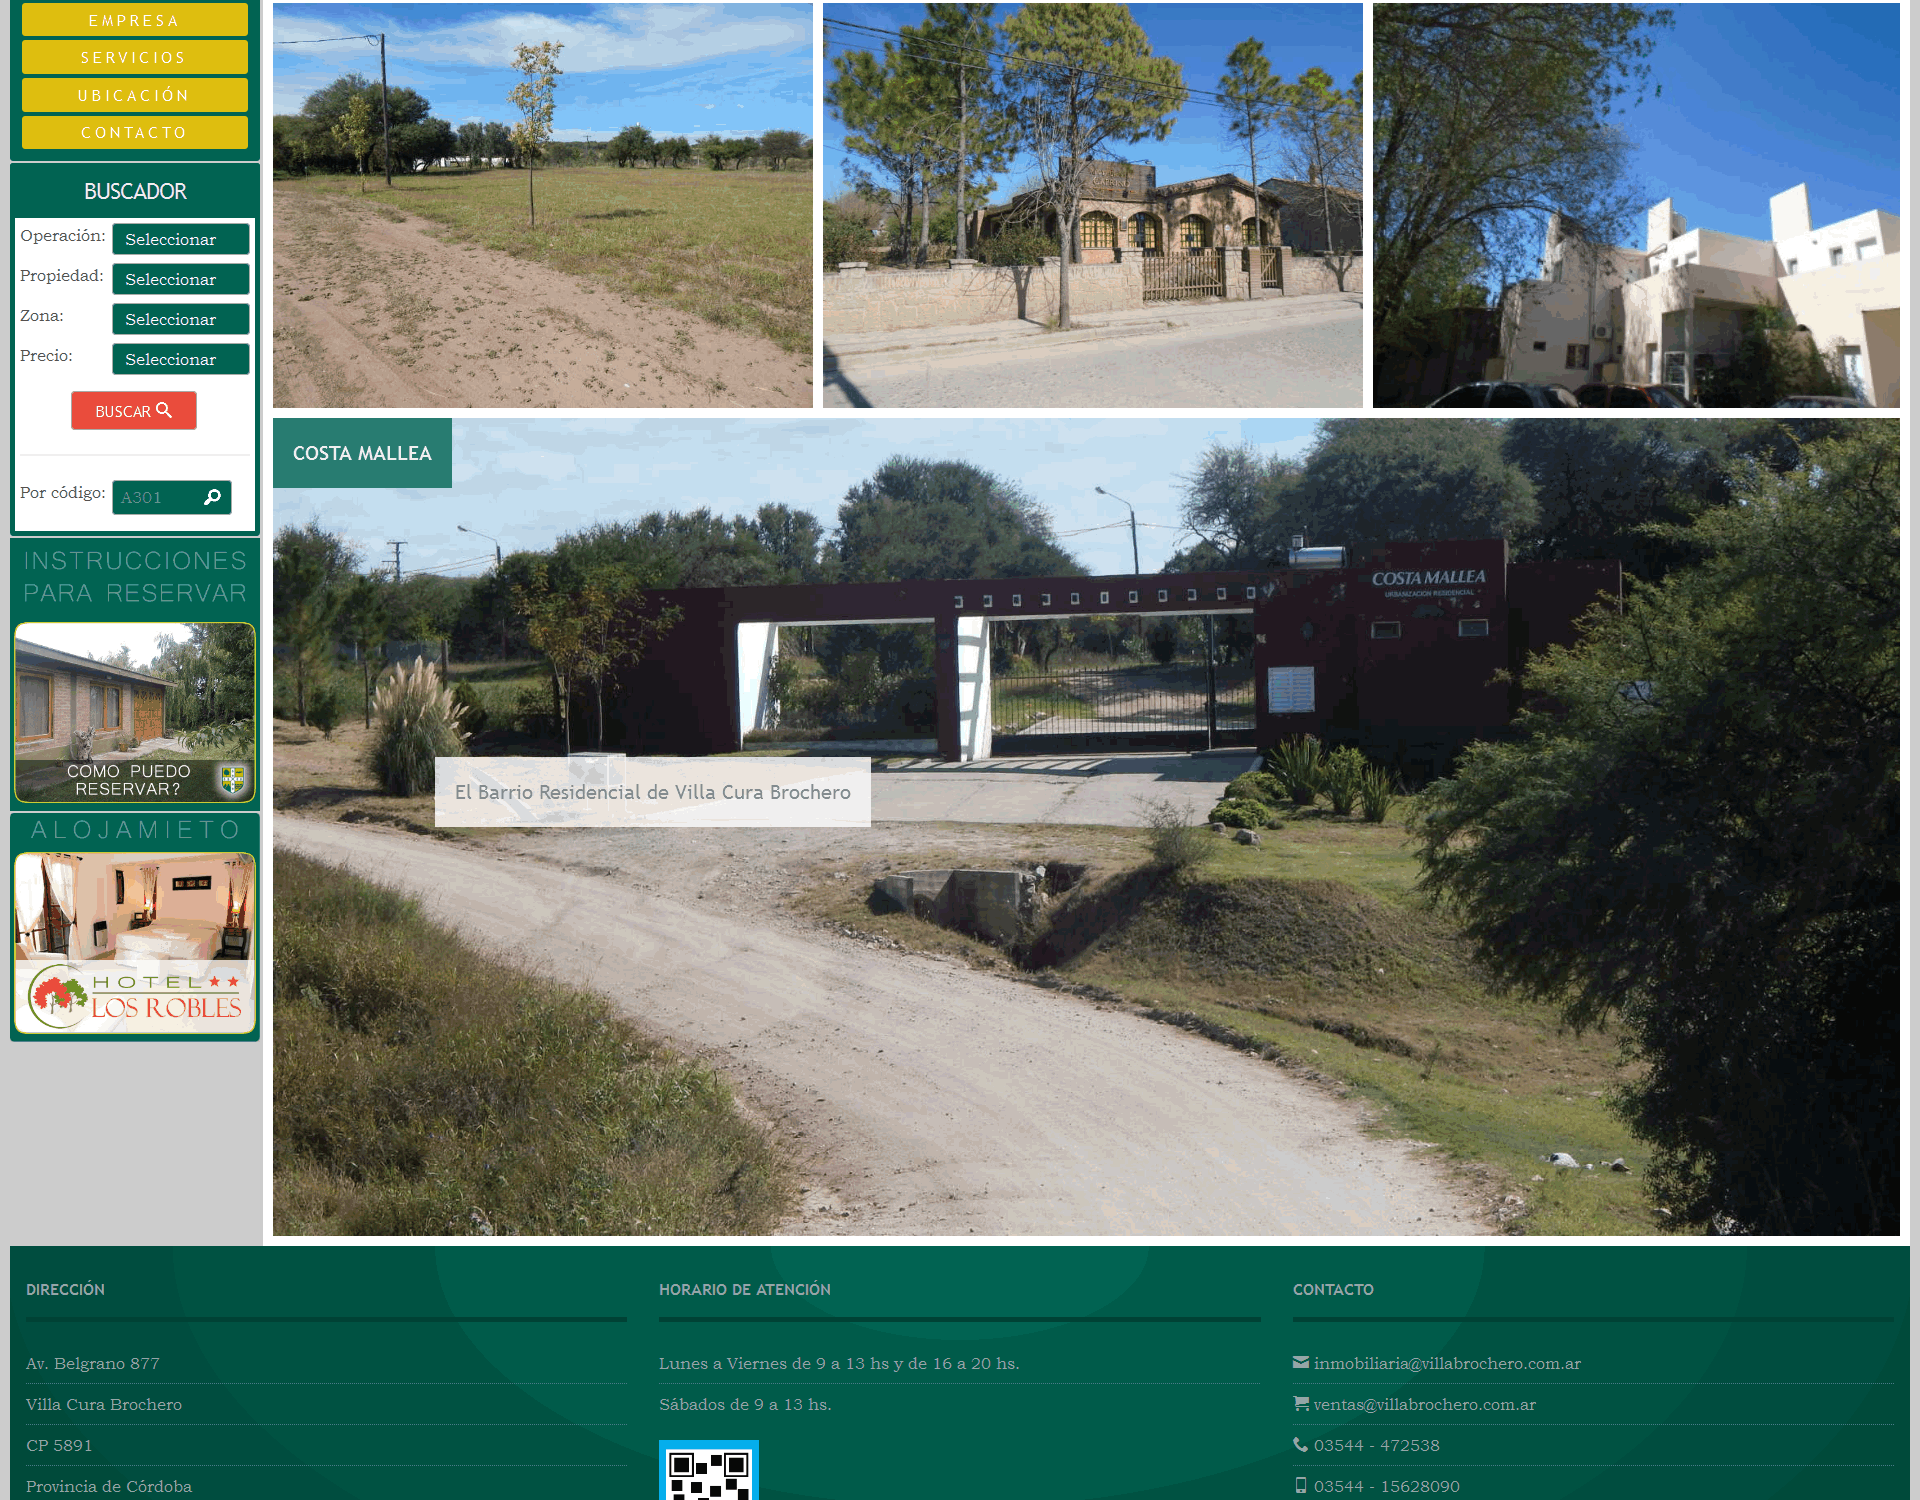 EMPRESA
SERVICIOS
UBICACIÓN
CONTACTO
BUSCADOR
Operación: Seleccionar
Propiedad: Seleccionar
Zona: Seleccionar
Precio: Seleccionar
BUSCAR
Por código: A301
INSTRUCCIONES
PARA RESERVAR
COMO PUEDO
RESERVAR?
ALOJAMIETO
HOTEL
LOS ROBLES
COSTA MALLEA
COSTA MALLEA
URBANIZACION RESIDENCIAL
El Barrio Residencial de Villa Cura Brochero
DIRECCIÓN
Av. Belgrano 877
Villa Cura Brochero
CP 5891
Provincia de Córdoba
HORARIO DE ATENCIÓN
Lunes a Viernes de 9 a 13 hs y de 16 a 20 hs.
Sábados de 9 a 13 hs.
CONTACTO
inmobiliaria@villabrochero.com.ar
ventas@villabrochero.com.ar
03544 - 472538
03544 - 15628090